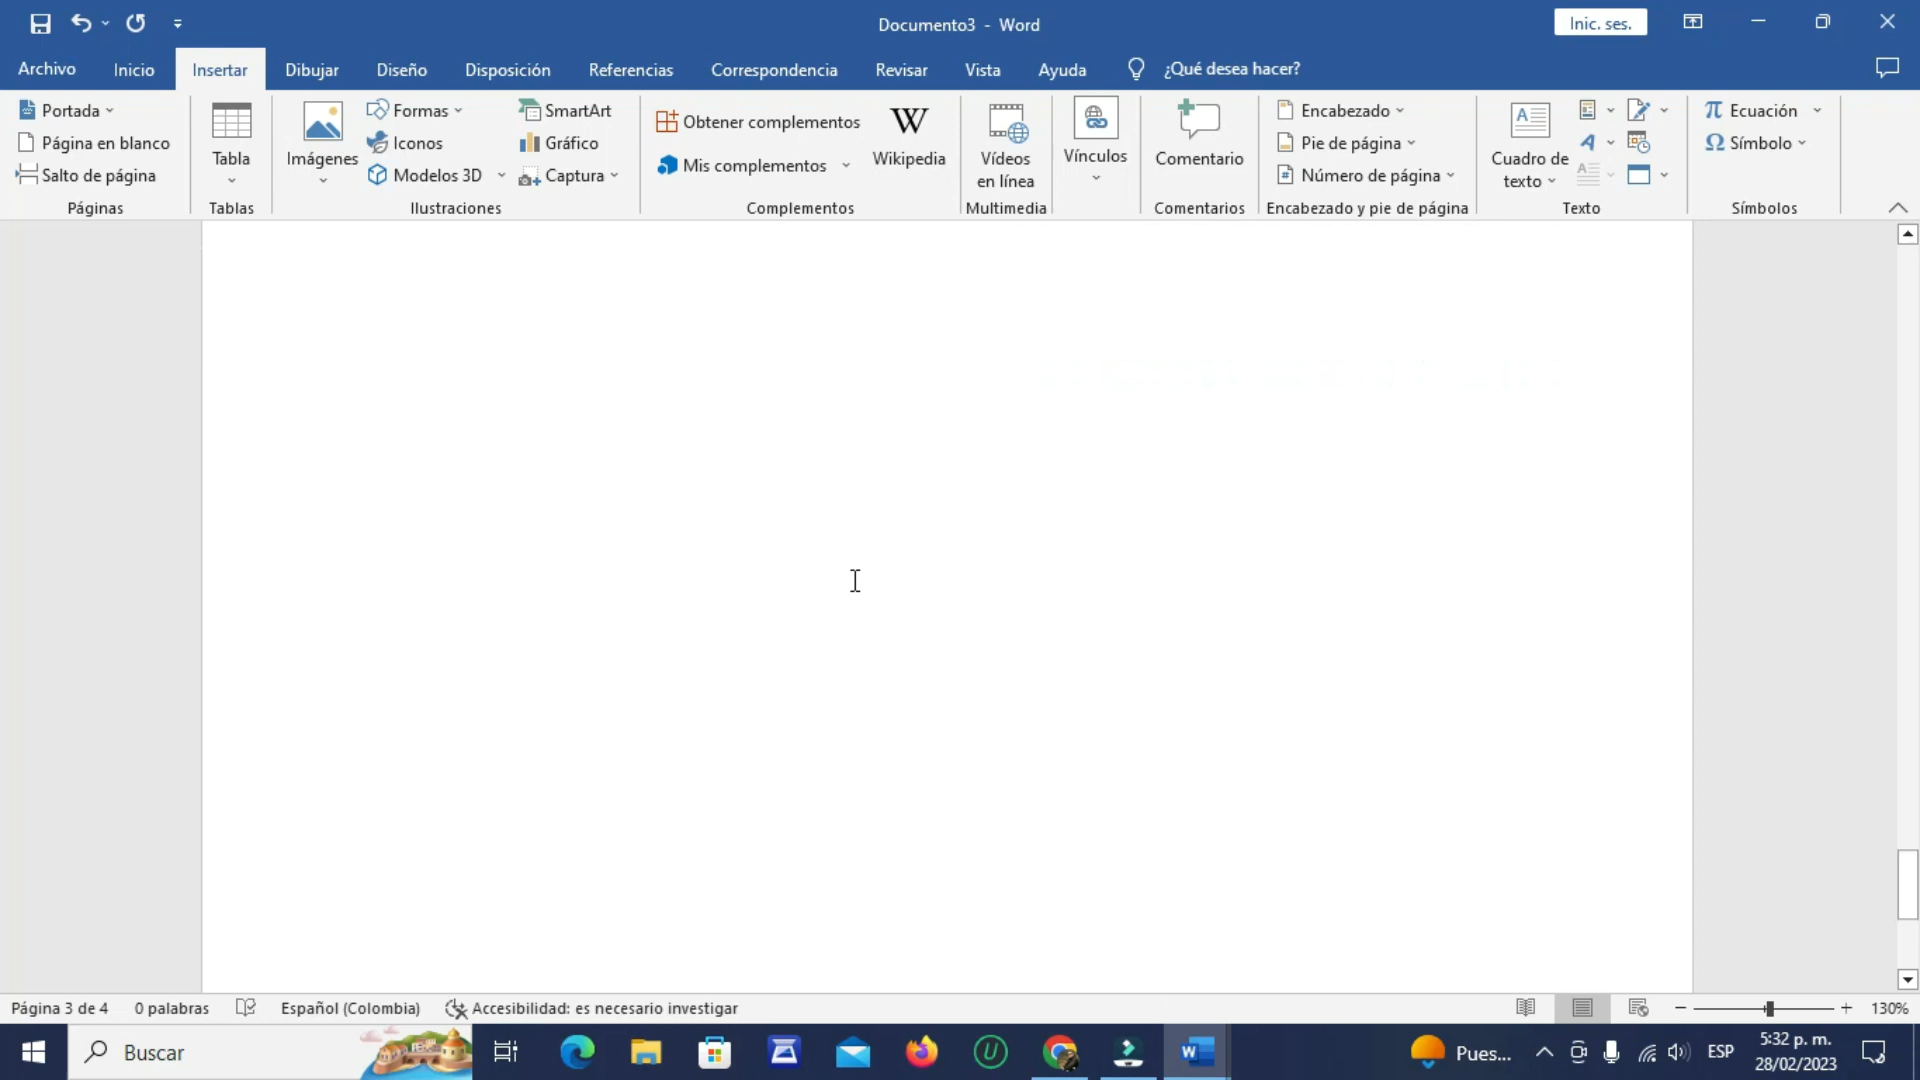 Documento3 - Word
Inic. ses.
Archivo Inicio Insertar Dibujar Diseño Disposición Referencias Correspondencia Revisar Vista Ayuda ¿Qué desea hacer?
Portada
Página en blanco
Salto de página
Páginas
Tabla
Tablas
Imágenes
Formas
Iconos
Modelos 3D
SmartArt
Gráfico
Captura
Ilustraciones
Obtener complementos
Mis complementos
W
Wikipedia
Complementos
Vídeos
en línea
Multimedia
Vínculos
Comentario
Comentarios
Encabezado
Pie de página
Número de página
Encabezado y pie de página
Cuadro de
texto
Texto
π Ecuación
Ω Símbolo
Símbolos
Página 3 de 4 0 palabras Español (Colombia) Accesibilidad: es necesario investigar 130%
Buscar
Pues...
ESP
5:32 p. m.
28/02/2023